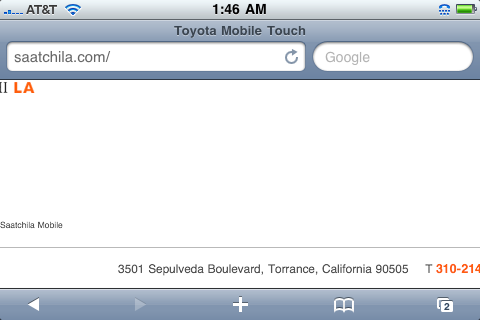 AT&T 1:46 AM
Toyota Mobile Touch
saatchila.com/ Google
II LA
Saatchila Mobile
3501 Sepulveda Boulevard, Torrance, California 90505 T 310-214
2